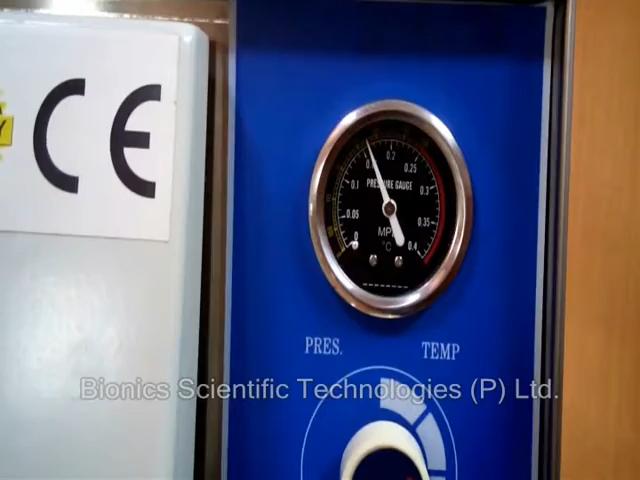 CE
0.2
0.25
0.1
PRESSURE GAUGE
0.3
0.05
0.35
MPa
0
°C
0.4
PRES. TEMP
Bionics Scientific Technologies (P) Ltd.